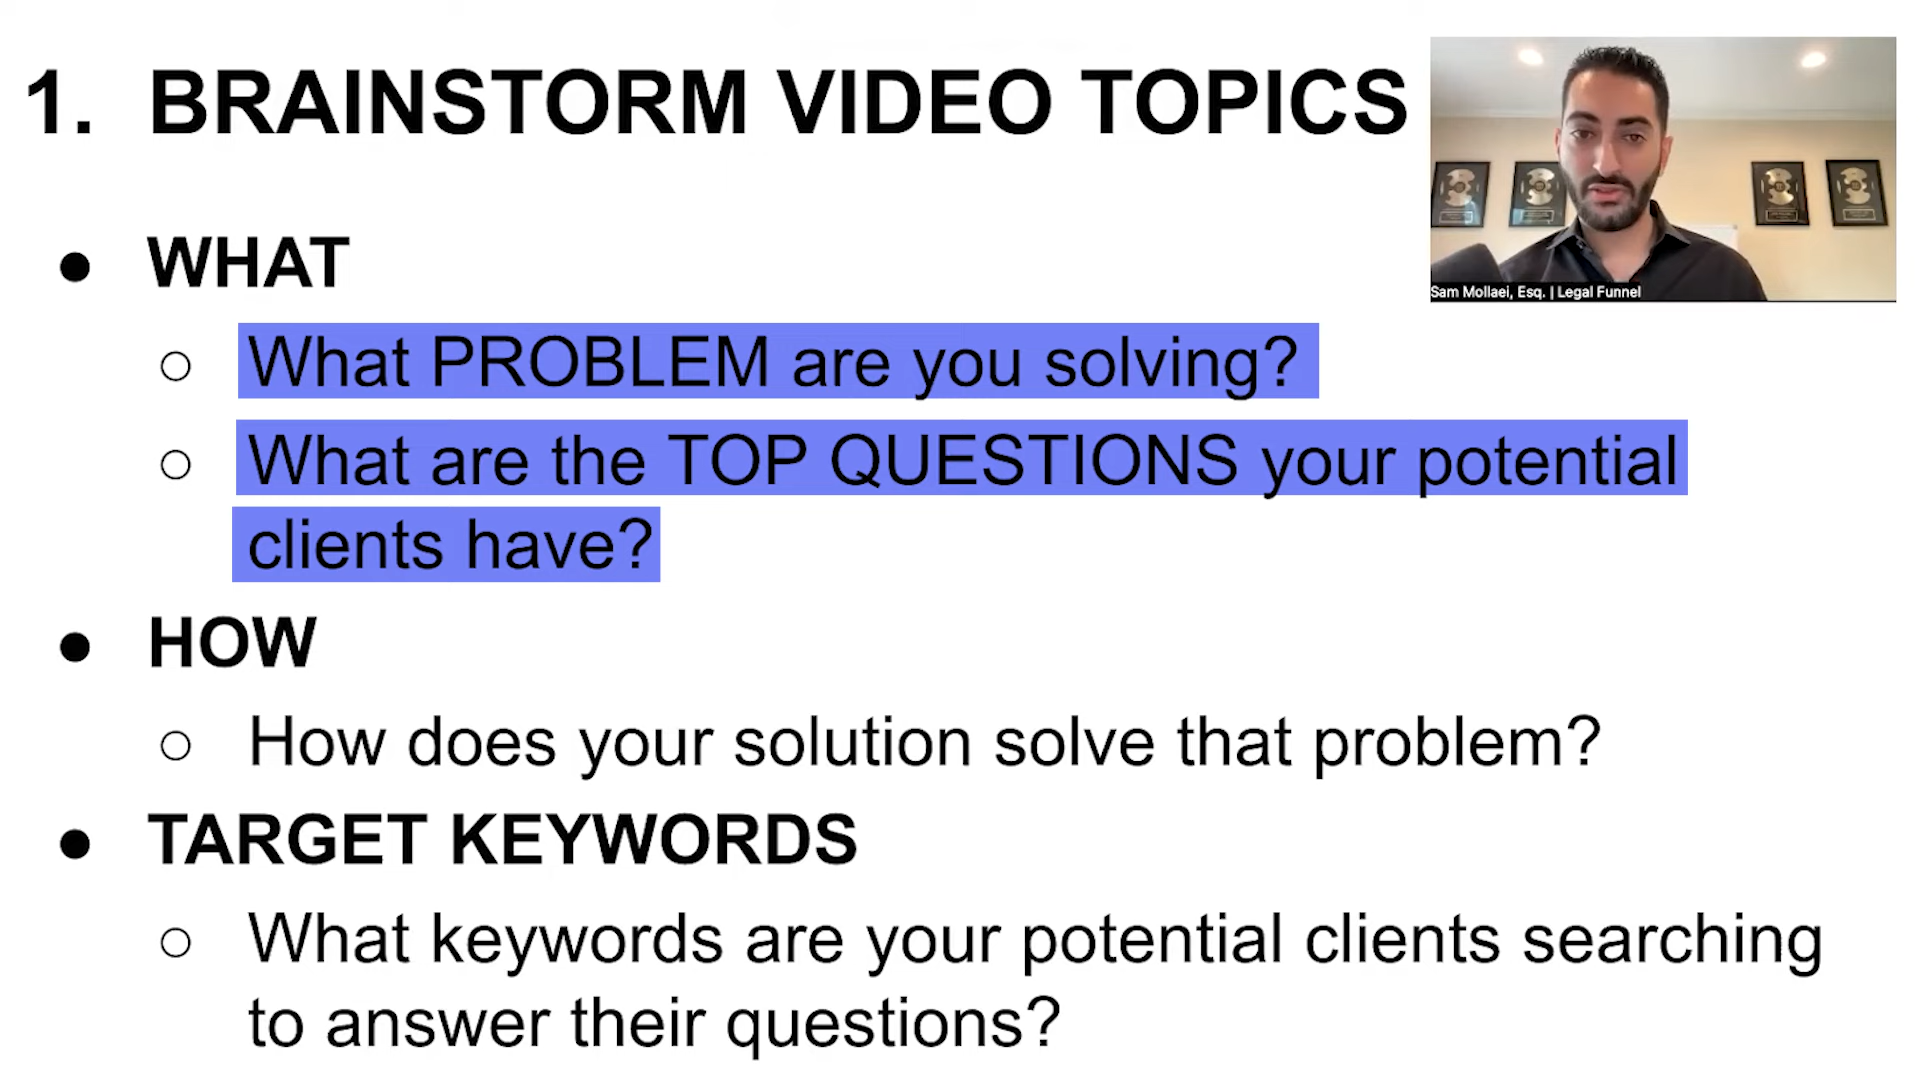 1. BRAINSTORM VIDEO TOPICS
Sam Mollaei, Esq. | Legal Funnel
● WHAT
○ What PROBLEM are you solving?
○ What are the TOP QUESTIONS your potential
clients have?
● HOW
○ How does your solution solve that problem?
● TARGET KEYWORDS
○ What keywords are your potential clients searching
to answer their questions?